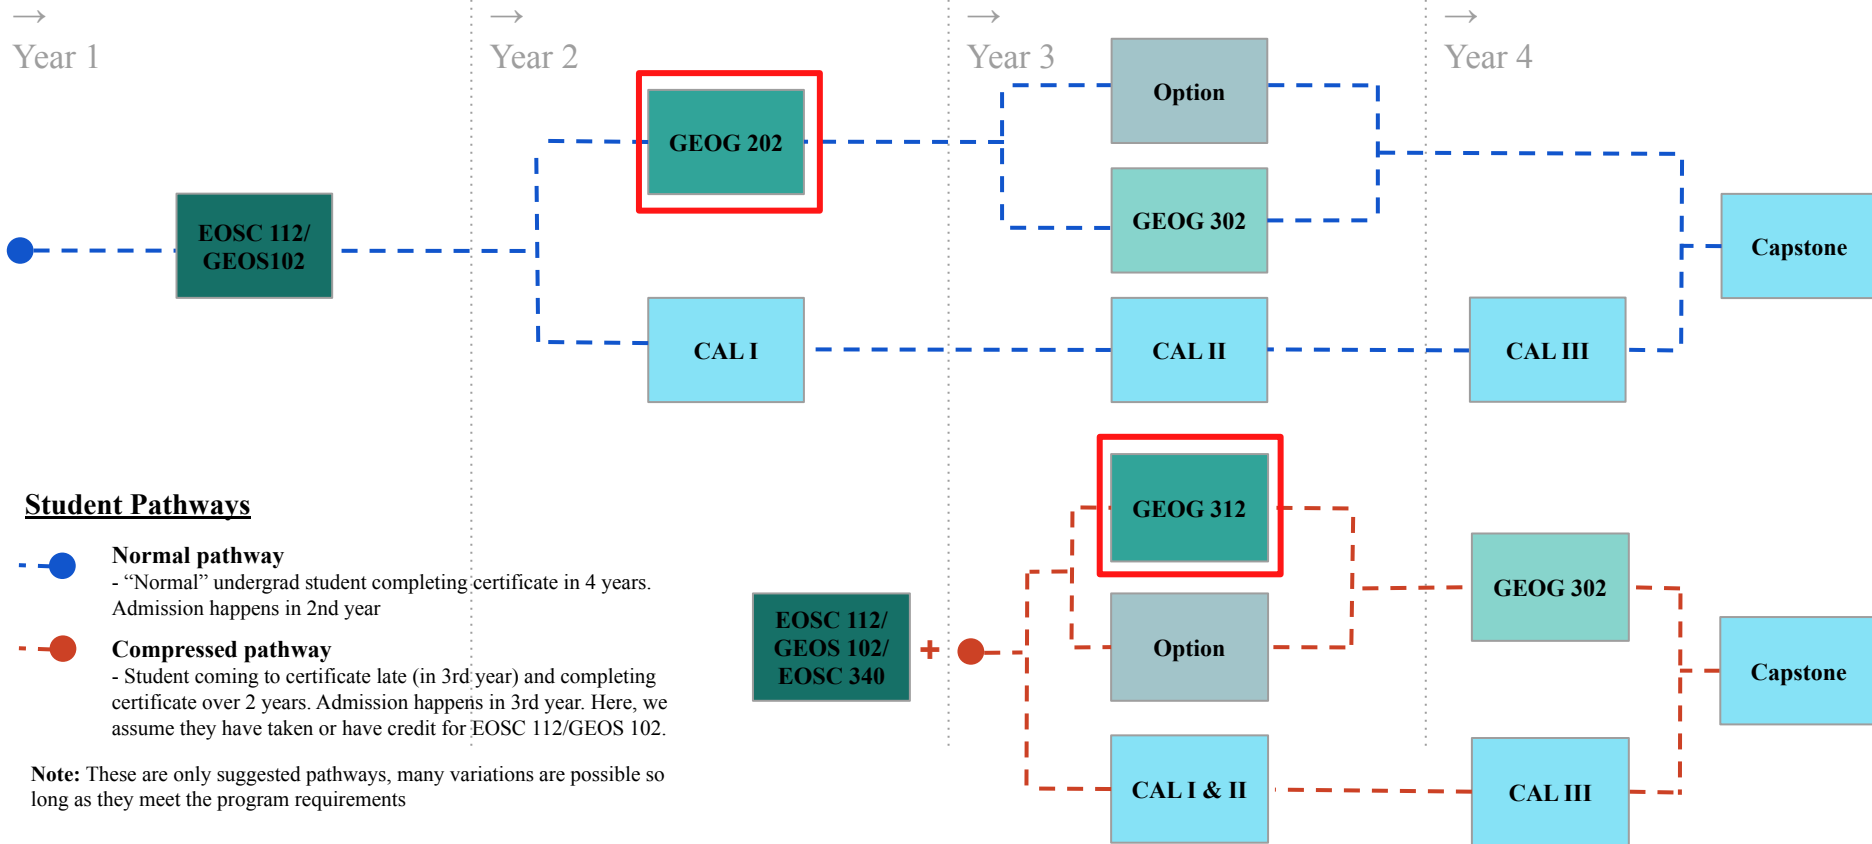 →
Year 1
→
Year 2
→
Year 3
→
Year 4
EOSC 112/
GEOS102
GEOG 202
CAL I
Option
GEOG 302
CAL II
CAL III
Capstone
Student Pathways
Normal pathway
- “Normal” undergrad student completing certificate in 4 years.
Admission happens in 2nd year
Compressed pathway
- Student coming to certificate late (in 3rd year) and completing
certificate over 2 years. Admission happens in 3rd year. Here, we
assume they have taken or have credit for EOSC 112/GEOS 102.
Note: These are only suggested pathways, many variations are possible so
long as they meet the program requirements
EOSC 112/
GEOS 102/
EOSC 340
+
GEOG 312
Option
CAL I & II
GEOG 302
CAL III
Capstone